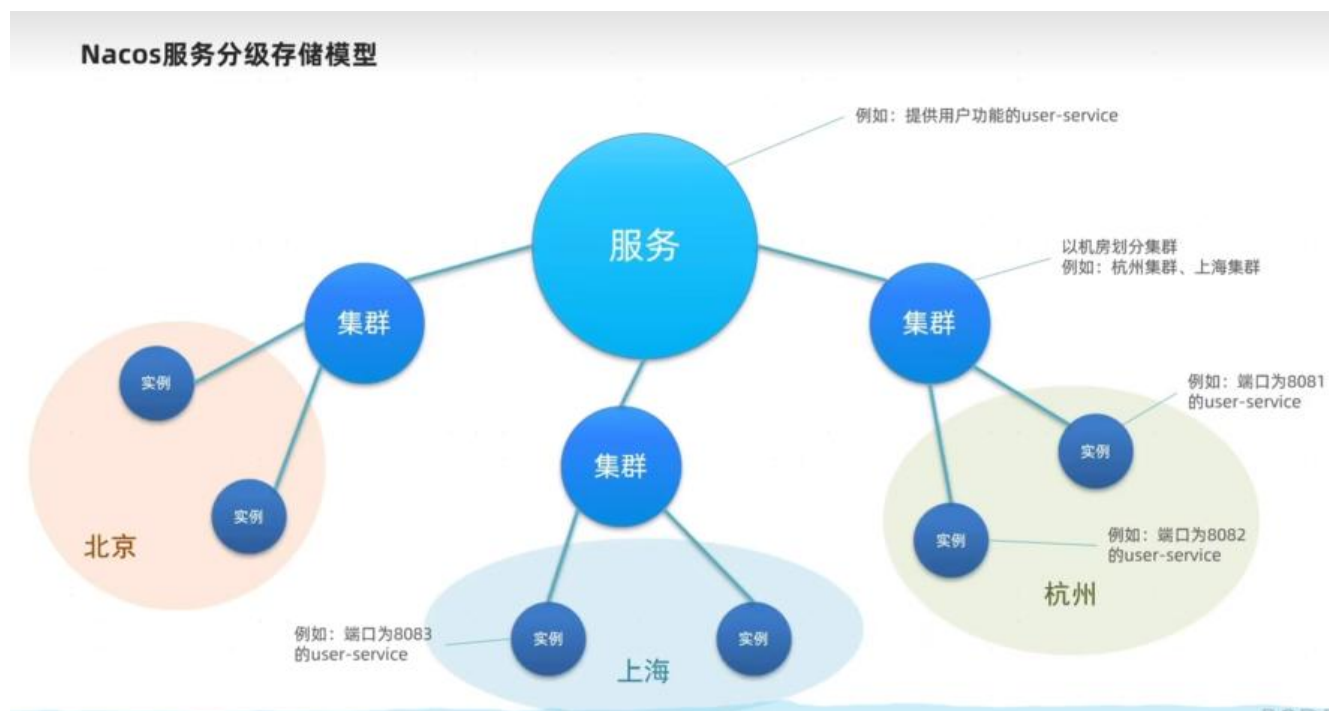 Nacos服务分级存储模型
例如：提供用户功能的user-service
服务
以机房划分集群
例如：杭州集群、上海集群
集群
集群
实例
例如：端口为8081
的user-service
实例
集群
实例
实例
例如：端口为8082
的user-service
北京
杭州
例如：端口为8083
的user-service
实例
实例
上海